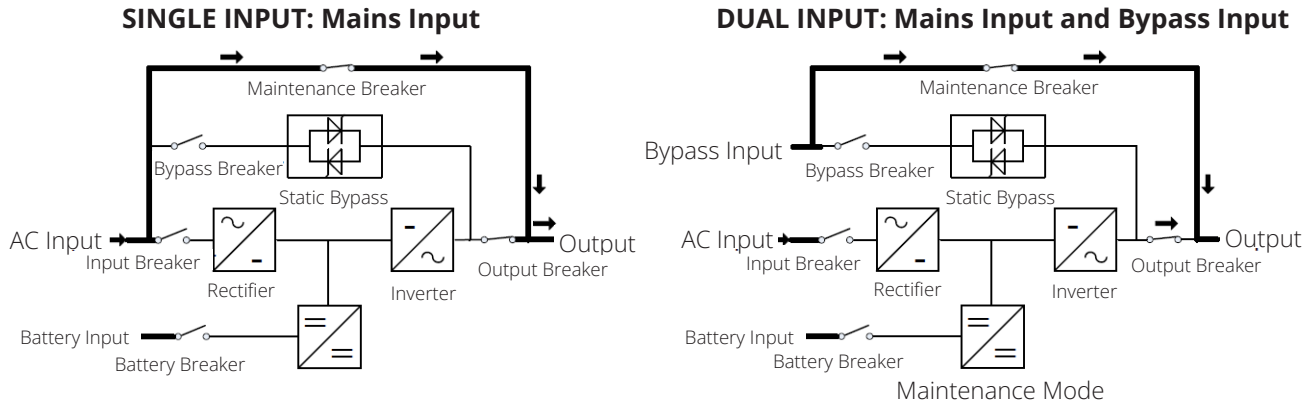 SINGLE INPUT: Mains Input
Maintenance Breaker
Bypass Breaker
Static Bypass
AC Input
Input Breaker
Rectifier
Inverter
Output
Output Breaker
Battery Input
Battery Breaker
DUAL INPUT: Mains Input and Bypass Input
Maintenance Breaker
Bypass Input
Bypass Breaker
Static Bypass
AC Input
Input Breaker
Rectifier
Inverter
Output
Output Breaker
Battery Input
Battery Breaker
Maintenance Mode